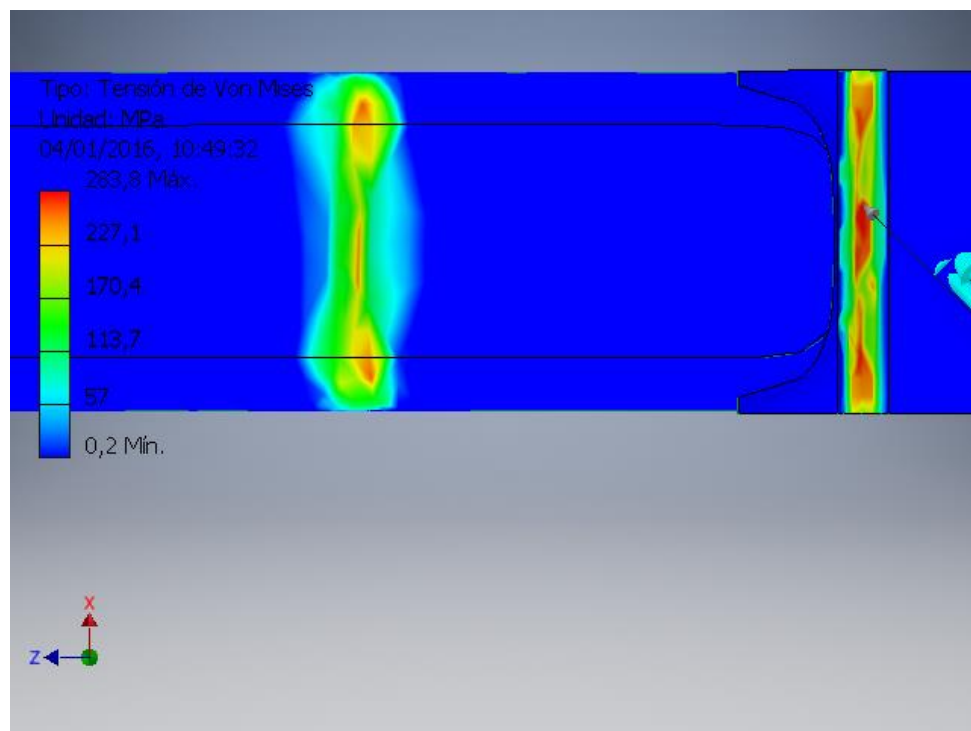 Tipo: Tensión de Von Mises
Unidad: MPa
04/01/2016, 10:49:32
283,8 Máx.
227,1
170,4
113,7
57
0,2 Mín.
X
Z